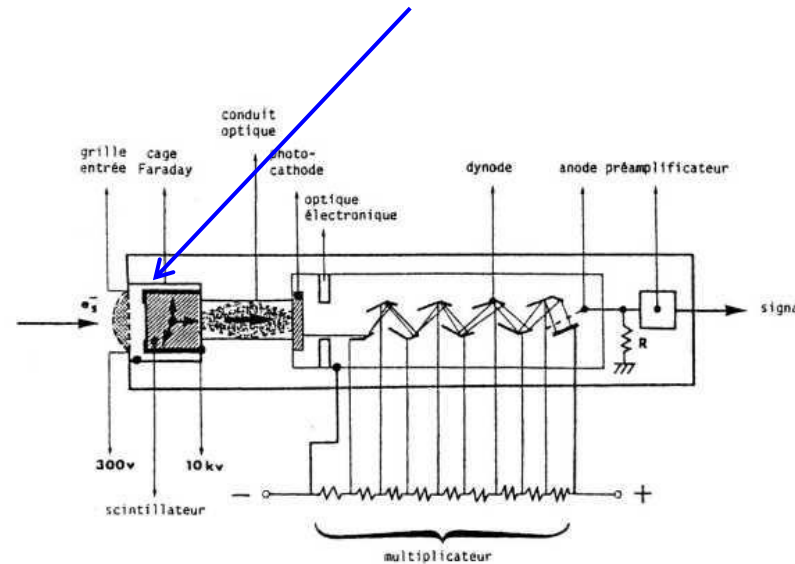 conduit
optique
grille
entrée
cage
Faraday
photo-
cathode
optique
électronique
dynode
anode préamplificateur
e⁻s
signa
R
300v
10kv
scintillateur
- +
multiplicateur